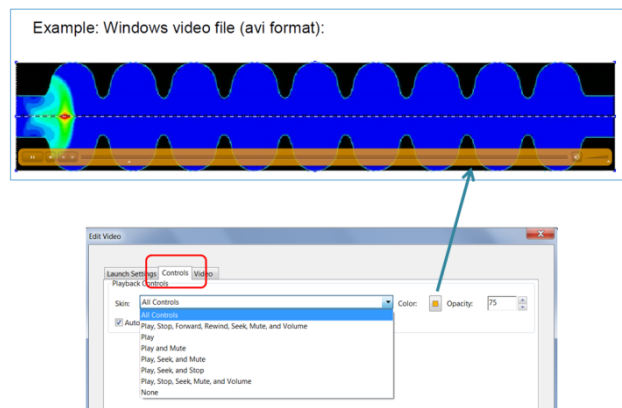 Example: Windows video file (avi format):
Edit Video
Launch Settings Controls Video
Playback Controls
Skin: All Controls Color: Opacity: 75
All Controls
Auto
Play, Stop, Forward, Rewind, Seek, Mute, and Volume
Play
Play and Mute
Play, Seek, and Mute
Play, Seek, and Stop
Play, Stop, Seek, Mute, and Volume
None